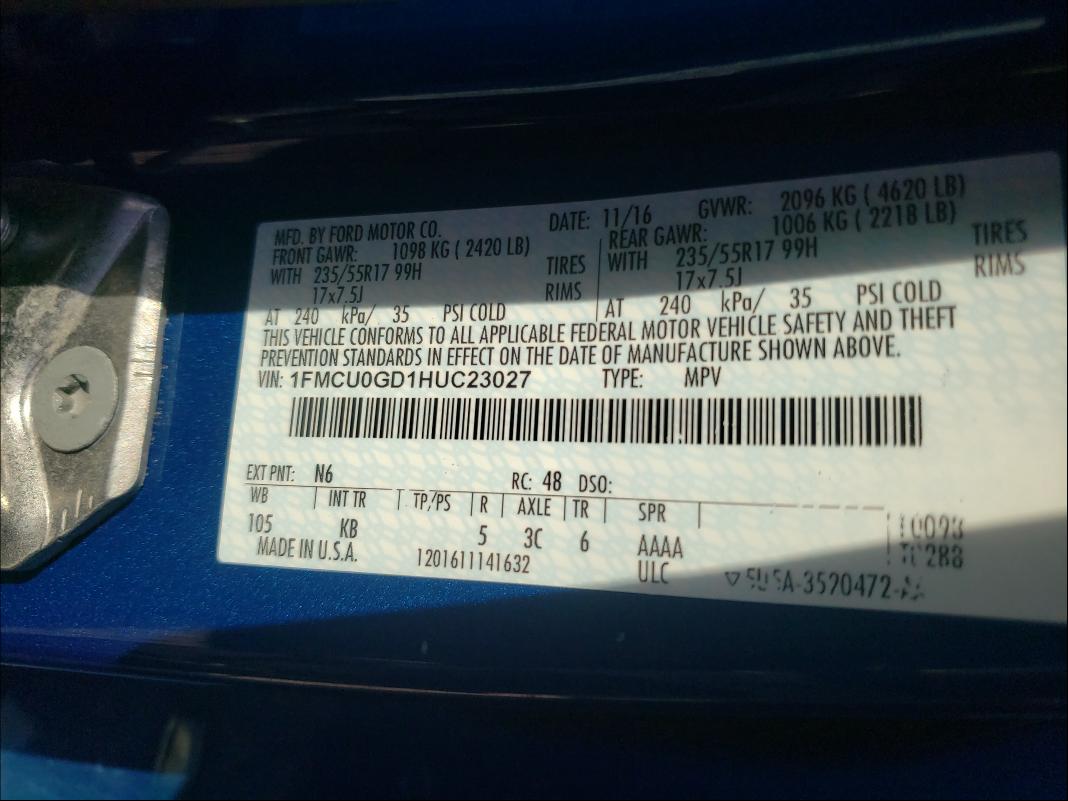 MFD. BY FORD MOTOR CO. DATE: 11/16 GVWR: 2096 KG ( 4620 LB)
FRONT GAWR: 1098 KG ( 2420 LB) REAR GAWR: 1006 KG ( 2218 LB)
WITH 235/55R17 99H TIRES WITH 235/55R17 99H TIRES
17x7.5J RIMS 17x7.5J RIMS
AT 240 kPa/ 35 PSI COLD AT 240 kPa/ 35 PSI COLD
THIS VEHICLE CONFORMS TO ALL APPLICABLE FEDERAL MOTOR VEHICLE SAFETY AND THEFT
PREVENTION STANDARDS IN EFFECT ON THE DATE OF MANUFACTURE SHOWN ABOVE.
VIN: 1FMCU0GD1HUC23027 TYPE: MPV
EXT PNT: N6 RC: 48 DSO:
WB INT TR TP/PS R AXLE TR SPR
105 KB 5 3C 6 AAAA
MADE IN U.S.A. 1201611141632 ULC